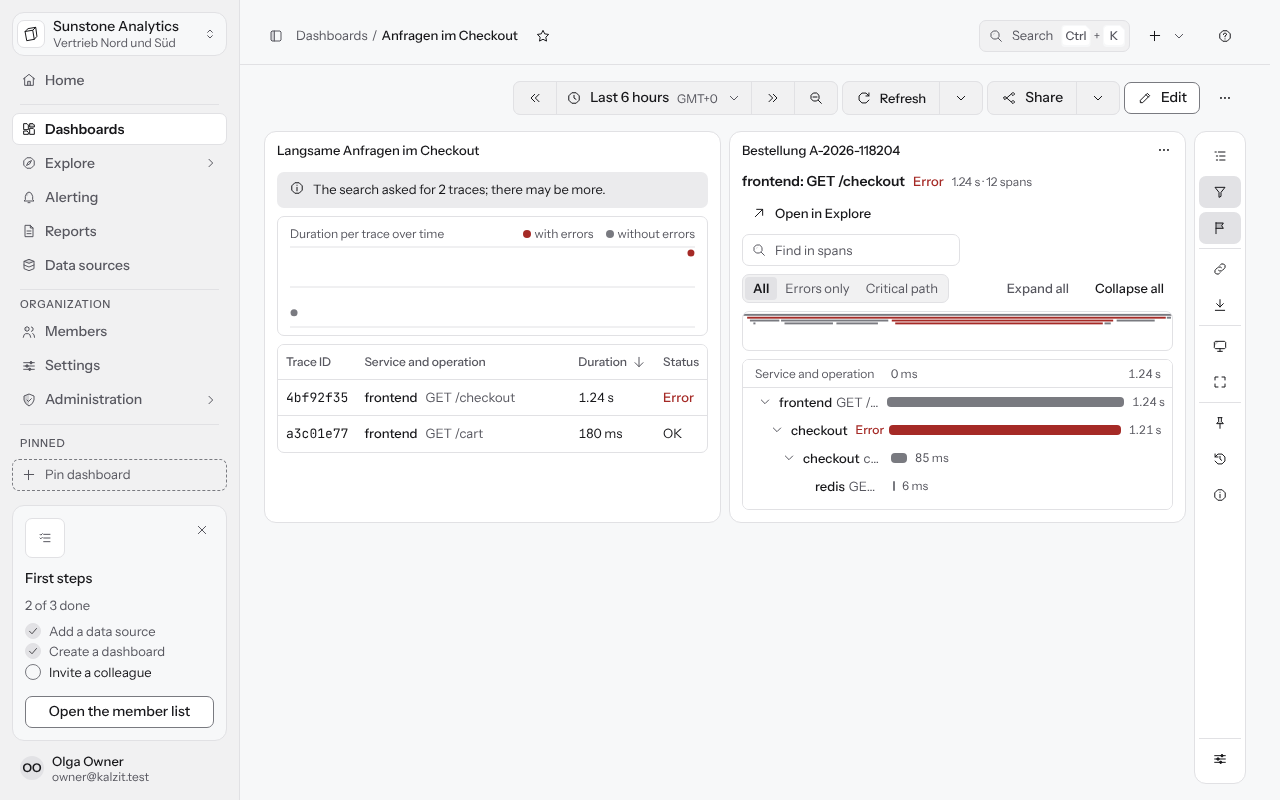 Sunstone Analytics
Vertrieb Nord und Süd
Home
Dashboards
Explore
Alerting
Reports
Data sources
ORGANIZATION
Members
Settings
Administration
PINNED
Pin dashboard
First steps
2 of 3 done
Add a data source
Create a dashboard
Invite a colleague
Open the member list
OO Olga Owner
owner@kalzit.test
Dashboards / Anfragen im Checkout
Search Ctrl + K
Last 6 hours GMT+0
Refresh
Share
Edit
Langsame Anfragen im Checkout
The search asked for 2 traces; there may be more.
Duration per trace over time with errors without errors
Trace ID Service and operation Duration Status
4bf92f35 frontend GET /checkout 1.24 s Error
a3c01e77 frontend GET /cart 180 ms OK
Bestellung A-2026-118204
frontend: GET /checkout Error 1.24 s · 12 spans
Open in Explore
Find in spans
All Errors only Critical path Expand all Collapse all
Service and operation 0 ms 1.24 s
frontend GET /... 1.24 s
checkout Error 1.21 s
checkout c... 85 ms
redis GE... 6 ms